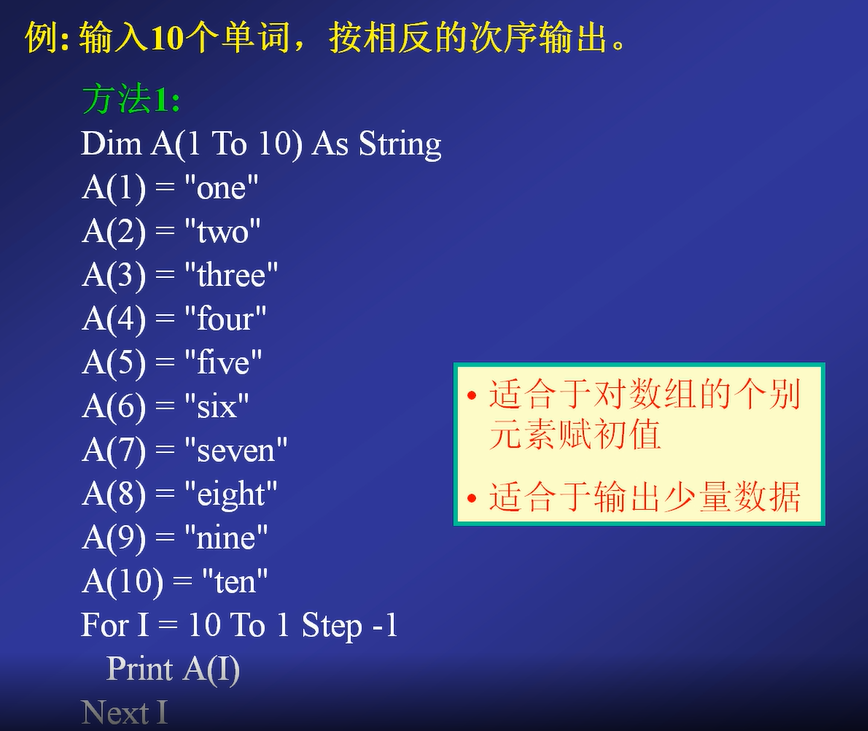 例: 输入10个单词，按相反的次序输出。
方法1:
Dim A(1 To 10) As String
A(1) = "one"
A(2) = "two"
A(3) = "three"
A(4) = "four"
A(5) = "five"
A(6) = "six"
A(7) = "seven"
A(8) = "eight"
A(9) = "nine"
A(10) = "ten"
For I = 10 To 1 Step -1
Print A(I)
Next I
• 适合于对数组的个别
元素赋初值
• 适合于输出少量数据